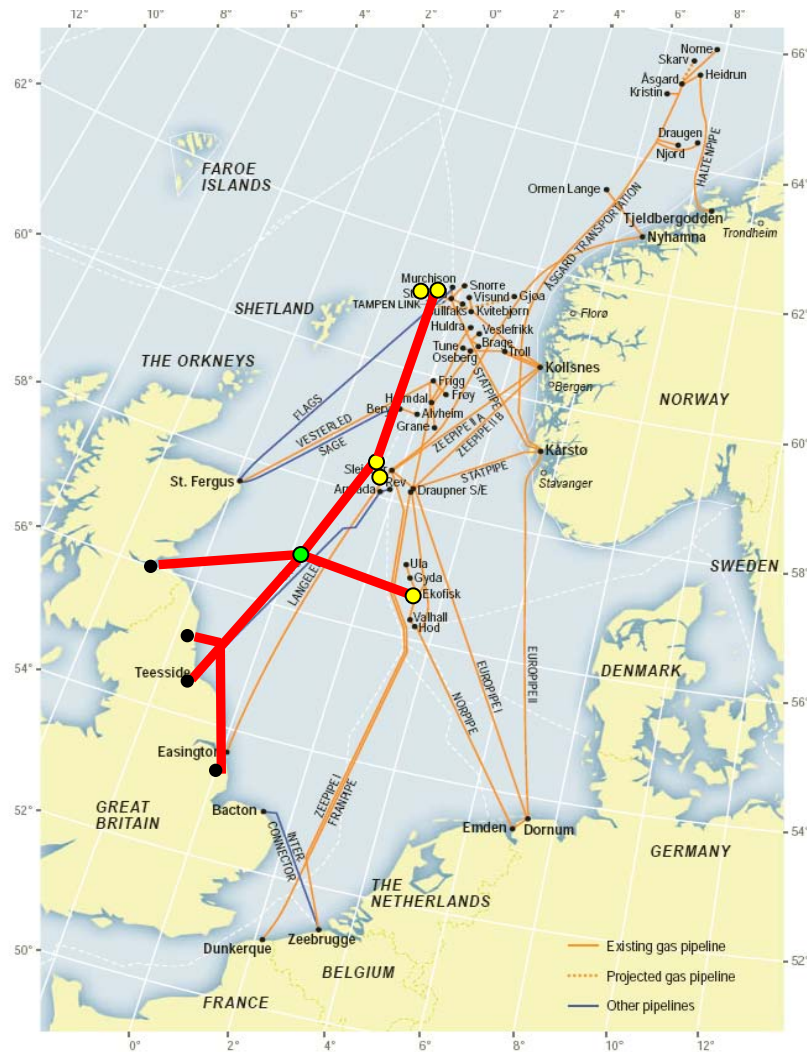 10°
8°
6°
4°
2°
0°
2°
4°
6°
8°
66°
64°
62°
60°
58°
56°
54°
52°
62°
60°
58°
56°
54°
52°
50°
0°
2°
4°
6°
8°
10°
12°
Norne
Skarv
Åsgard
Heidrun
Kristin
Draugen
Njord
HALTENPIPE
FAROE
ISLANDS
Ormen Lange
ÅSGARD TRANSPORTATION
Tjeldbergodden
Nyhamna
Trondheim
Murchison
Snorre
Visund
Gjøa
TAMPEN LINK
Kvitebjørn
SHETLAND
Florø
Huldra
Veslefrikk
Tune
Brage
Oseberg
Troll
THE ORKNEYS
Kollsnes
Bergen
STATPIPE
Frigg
Frøy
NORWAY
FLAGS
VESTERLED
SAGE
Alvheim
Grane
ZEEPIPE II A
ZEEPIPE II B
Kårstø
Stavanger
STATPIPE
St. Fergus
Rev
Draupner S/E
Ula
Gyda
Ekofisk
Valhall
Hod
SWEDEN
DENMARK
Teesside
EUROPIPE I
EUROPIPE II
NORPIPE
Easington
ZEEPIPE I
FRANPIPE
GREAT
BRITAIN
Bacton
INTER
CONNECTOR
Emden
Dornum
GERMANY
THE
NETHERLANDS
Dunkerque
Zeebrugge
BELGIUM
FRANCE
Existing gas pipeline
Projected gas pipeline
Other pipelines